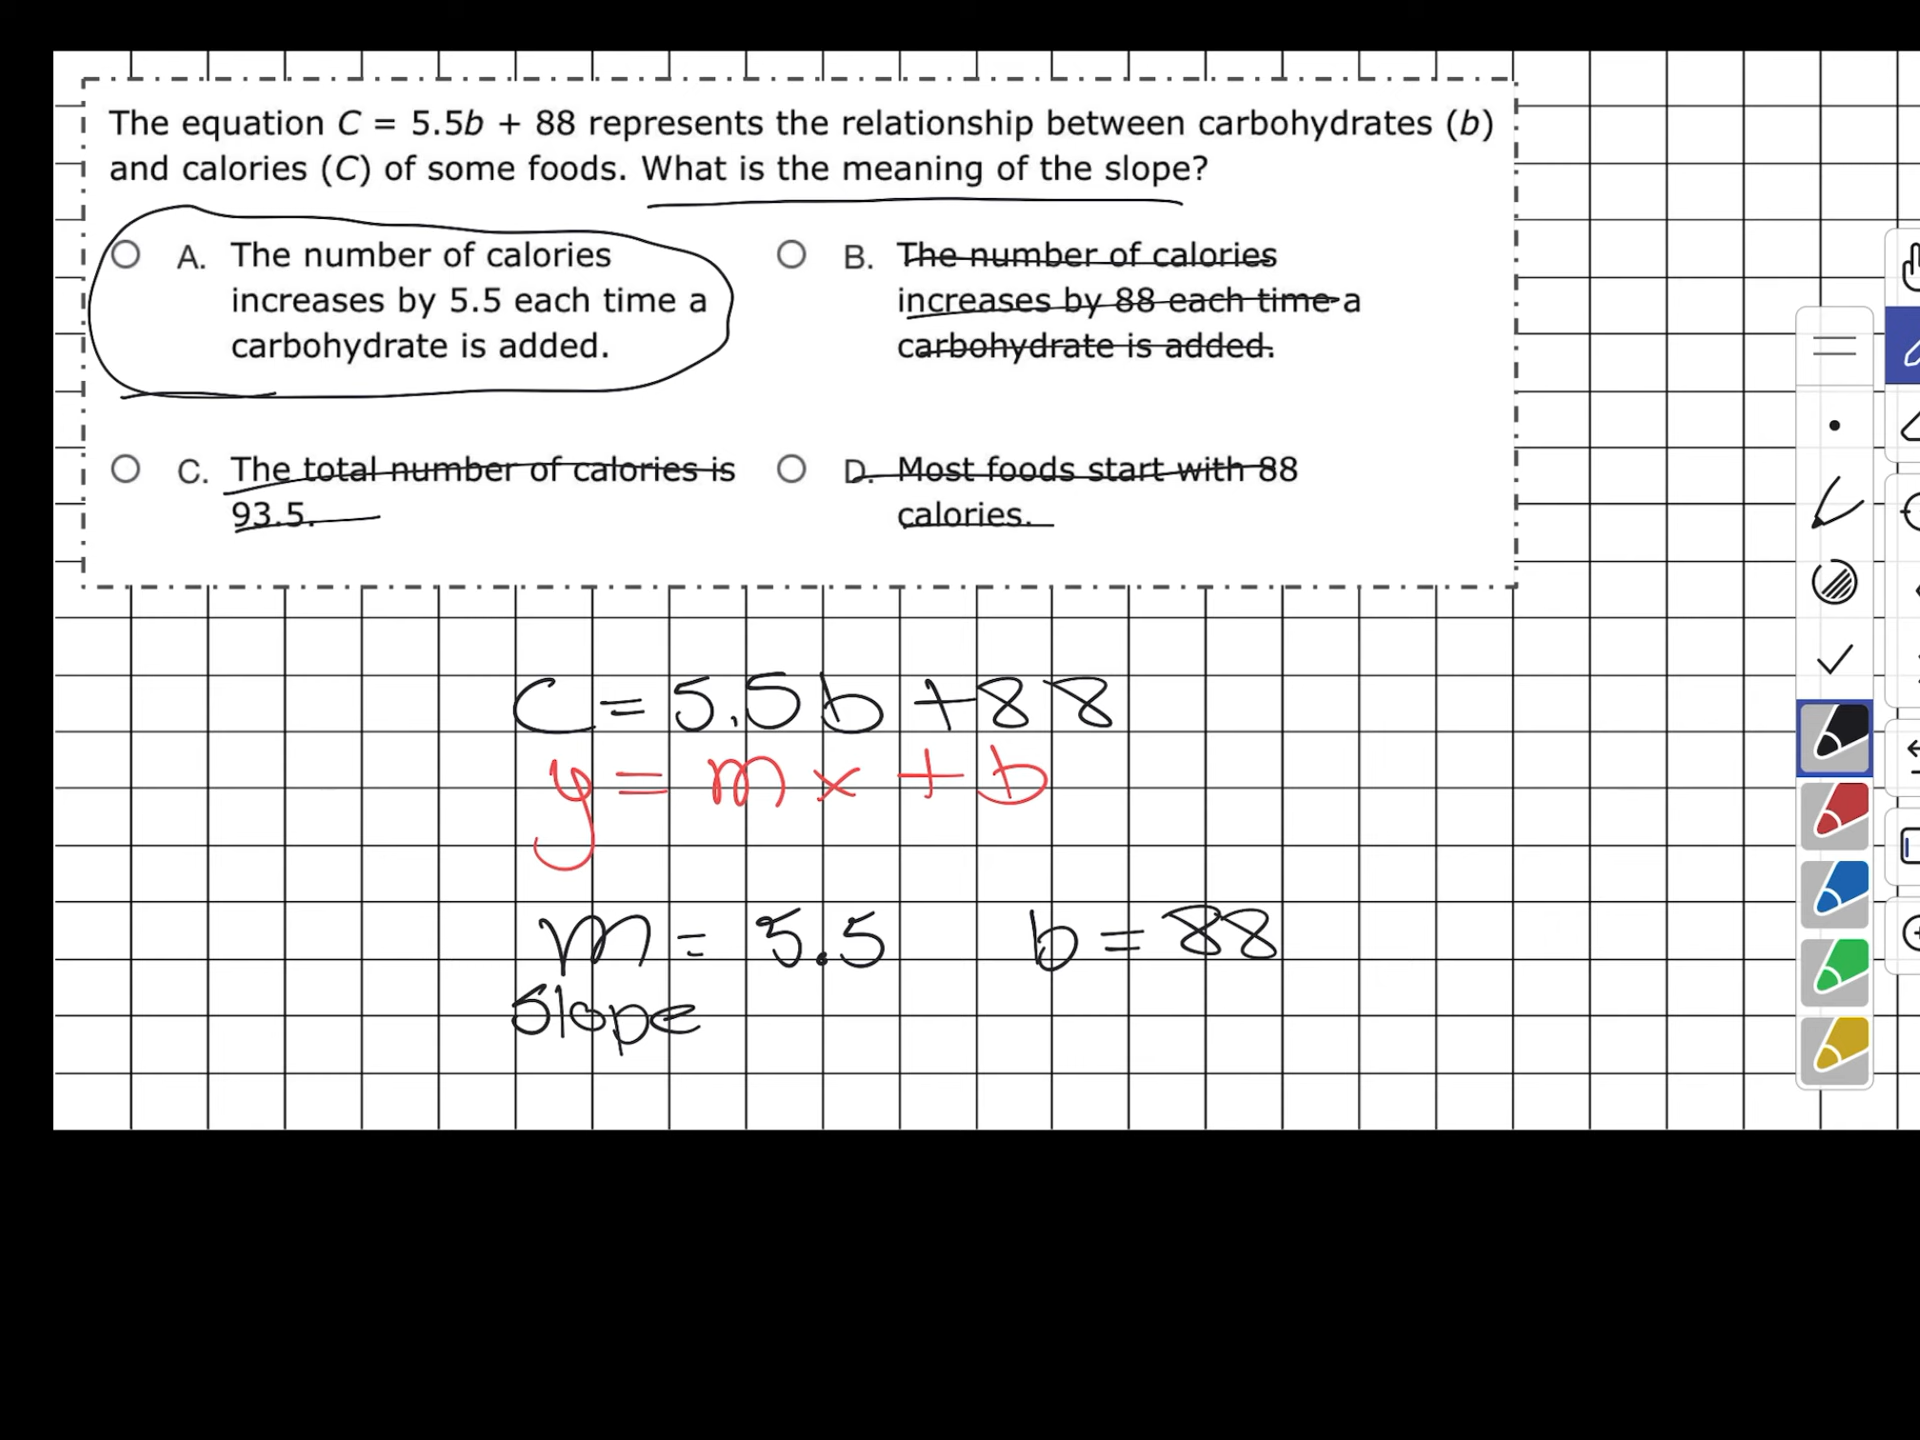 The equation C = 5.5b + 88 represents the relationship between carbohydrates (b)
and calories (C) of some foods. What is the meaning of the slope?
A. The number of calories
increases by 5.5 each time a
carbohydrate is added.
B. The number of calories
increases by 88 each time a
carbohydrate is added.
C. The total number of calories is
93.5.
D. Most foods start with 88
calories.
C = 5.5b + 88
y = mx + b
m = 5.5 b = 88
Slope